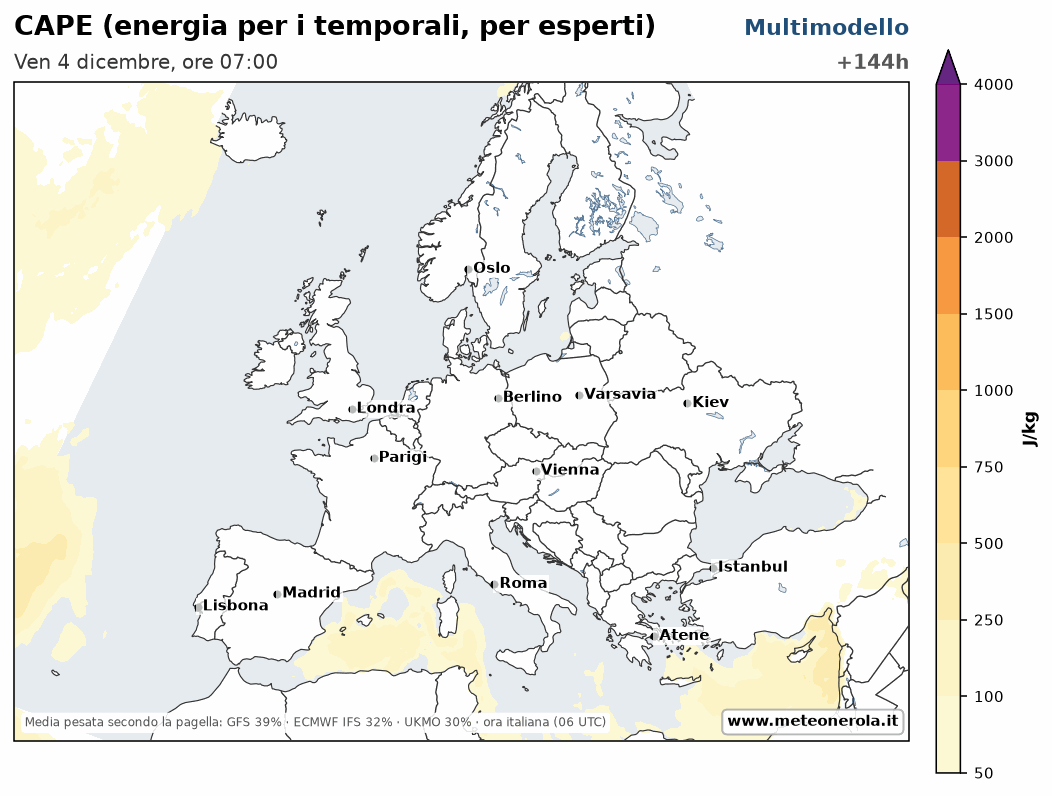 CAPE (energia per i temporali, per esperti)
Multimodello
Ven 4 dicembre, ore 07:00
+144h
4000
3000
2000
1500
1000
750
500
250
100
50
J/kg
Oslo
Londra
Berlino
Varsavia
Kiev
Parigi
Vienna
Istanbul
Roma
Madrid
Lisbona
Atene
Media pesata secondo la pagella: GFS 39% · ECMWF IFS 32% · UKMO 30% · ora italiana (06 UTC)
www.meteonerola.it